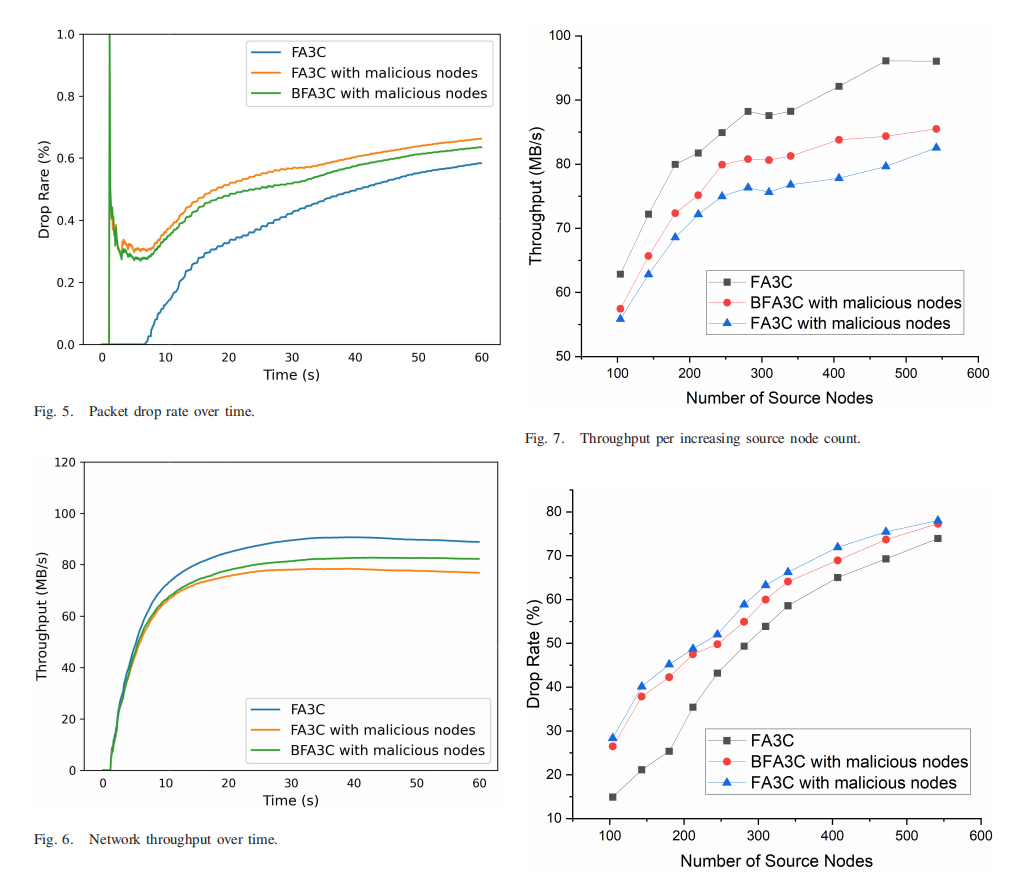 1.0
0.8
0.6
0.4
0.2
0.0
Drop Rare (%)
FA3C
FA3C with malicious nodes
BFA3C with malicious nodes
0 10 20 30 40 50 60
Time (s)
Fig. 5. Packet drop rate over time.
120
100
80
60
40
20
0
Throughput (MB/s)
FA3C
FA3C with malicious nodes
BFA3C with malicious nodes
0 10 20 30 40 50 60
Time (s)
Fig. 6. Network throughput over time.
100
90
80
70
60
50
Throughput (MB/s)
FA3C
BFA3C with malicious nodes
FA3C with malicious nodes
100 200 300 400 500 600
Number of Source Nodes
Fig. 7. Throughput per increasing source node count.
80
70
60
50
40
30
20
10
Drop Rate (%)
FA3C
BFA3C with malicious nodes
FA3C with malicious nodes
100 200 300 400 500 600
Number of Source Nodes